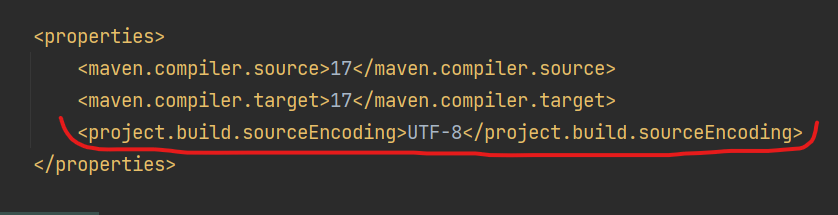 <properties>
<maven.compiler.source>17</maven.compiler.source>
<maven.compiler.target>17</maven.compiler.target>
<project.build.sourceEncoding>UTF-8</project.build.sourceEncoding>
</properties>